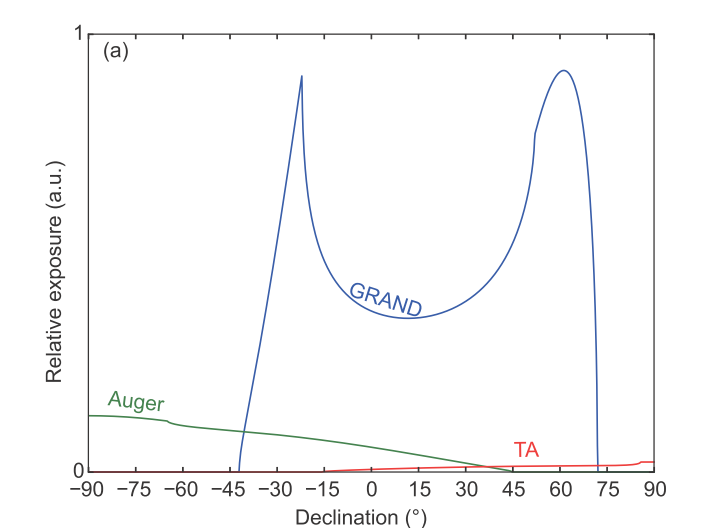 1
(a)
Relative exposure (a.u.)
GRAND
Auger
TA
0
−90 −75 −60 −45 −30 −15 0 15 30 45 60 75 90
Declination (°)